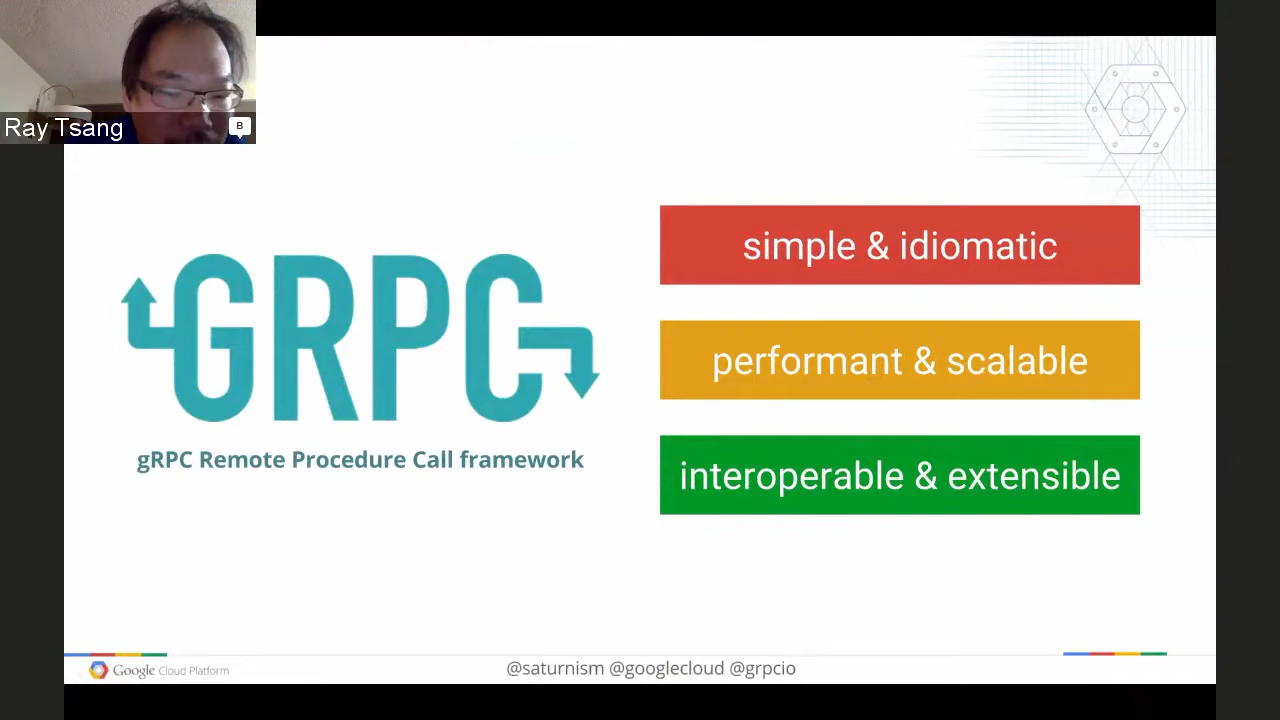 Ray Tsang
B
GRPC
gRPC Remote Procedure Call framework
simple & idiomatic
performant & scalable
interoperable & extensible
Google Cloud Platform
@saturnism @googlecloud @grpcio